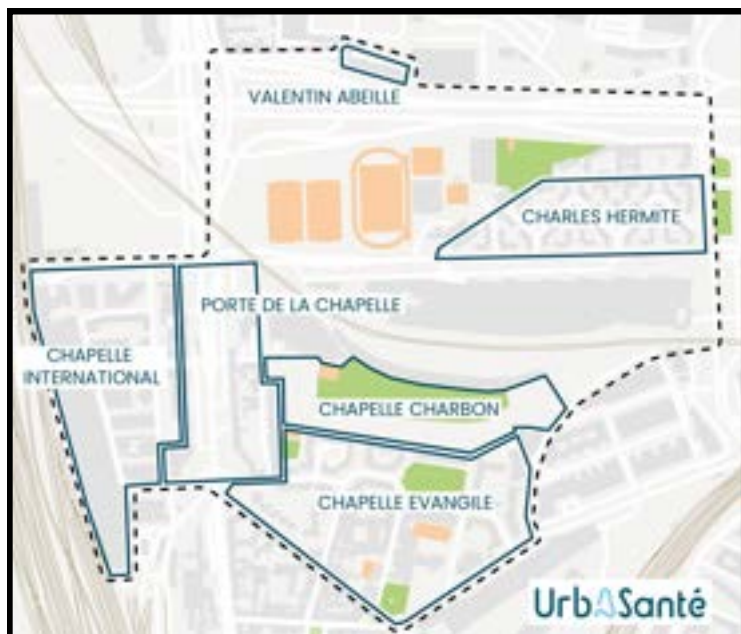 VALENTIN ABEILLE
CHARLES HERMITE
PORTE DE LA CHAPELLE
CHAPELLE
INTERNATIONAL
CHAPELLE CHARBON
CHAPELLE EVANGILE
UrbASanté